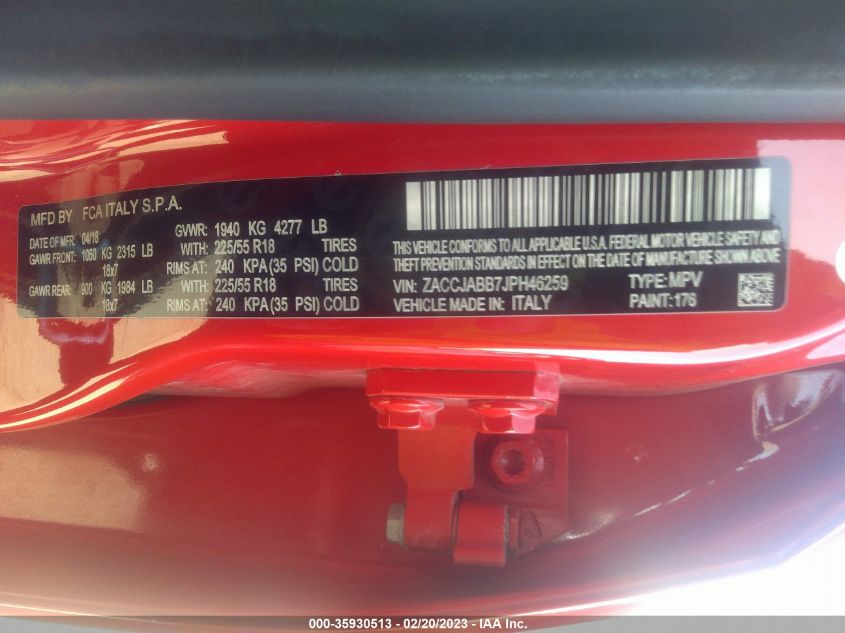 MFD BY FCA ITALY S.P.A.
DATE OF MFR: 04/18 GVWR: 1940 KG 4277 LB
GAWR FRONT: 1050 KG 2315 LB WITH: 225/55 R18 TIRES
18x7 RIMS AT: 240 KPA (35 PSI) COLD
GAWR REAR: 900 KG 1984 LB WITH: 225/55 R18 TIRES
18x7 RIMS AT: 240 KPA (35 PSI) COLD
THIS VEHICLE CONFORMS TO ALL APPLICABLE U.S.A. FEDERAL MOTOR VEHICLE SAFETY AND
THEFT PREVENTION STANDARDS IN EFFECT ON THE DATE OF MANUFACTURE SHOWN ABOVE.
VIN: ZACCJABB7JPH46259 TYPE: MPV
VEHICLE MADE IN: ITALY PAINT: 176
000-35930513 - 02/20/2023 - IAA Inc.